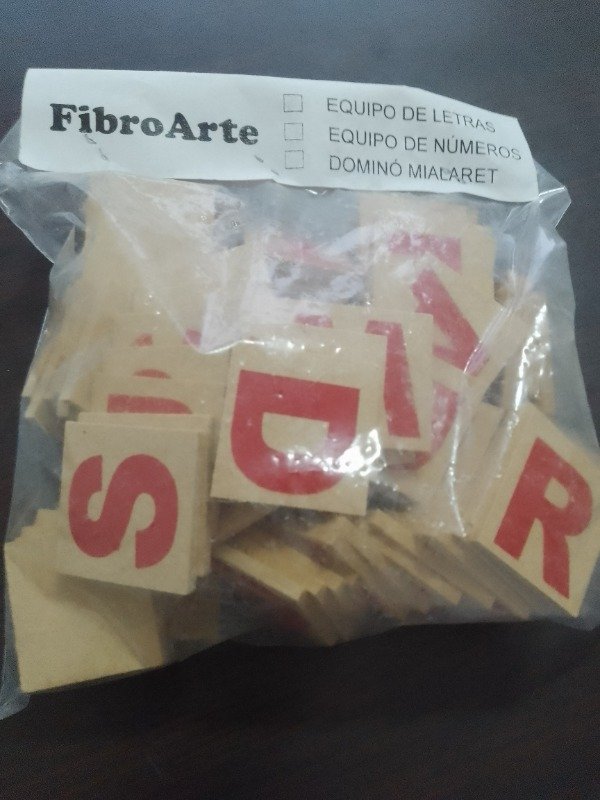 FibroArte
EQUIPO DE LETRAS
EQUIPO DE NÚMEROS
DOMINÓ MIALARET
D
S
R